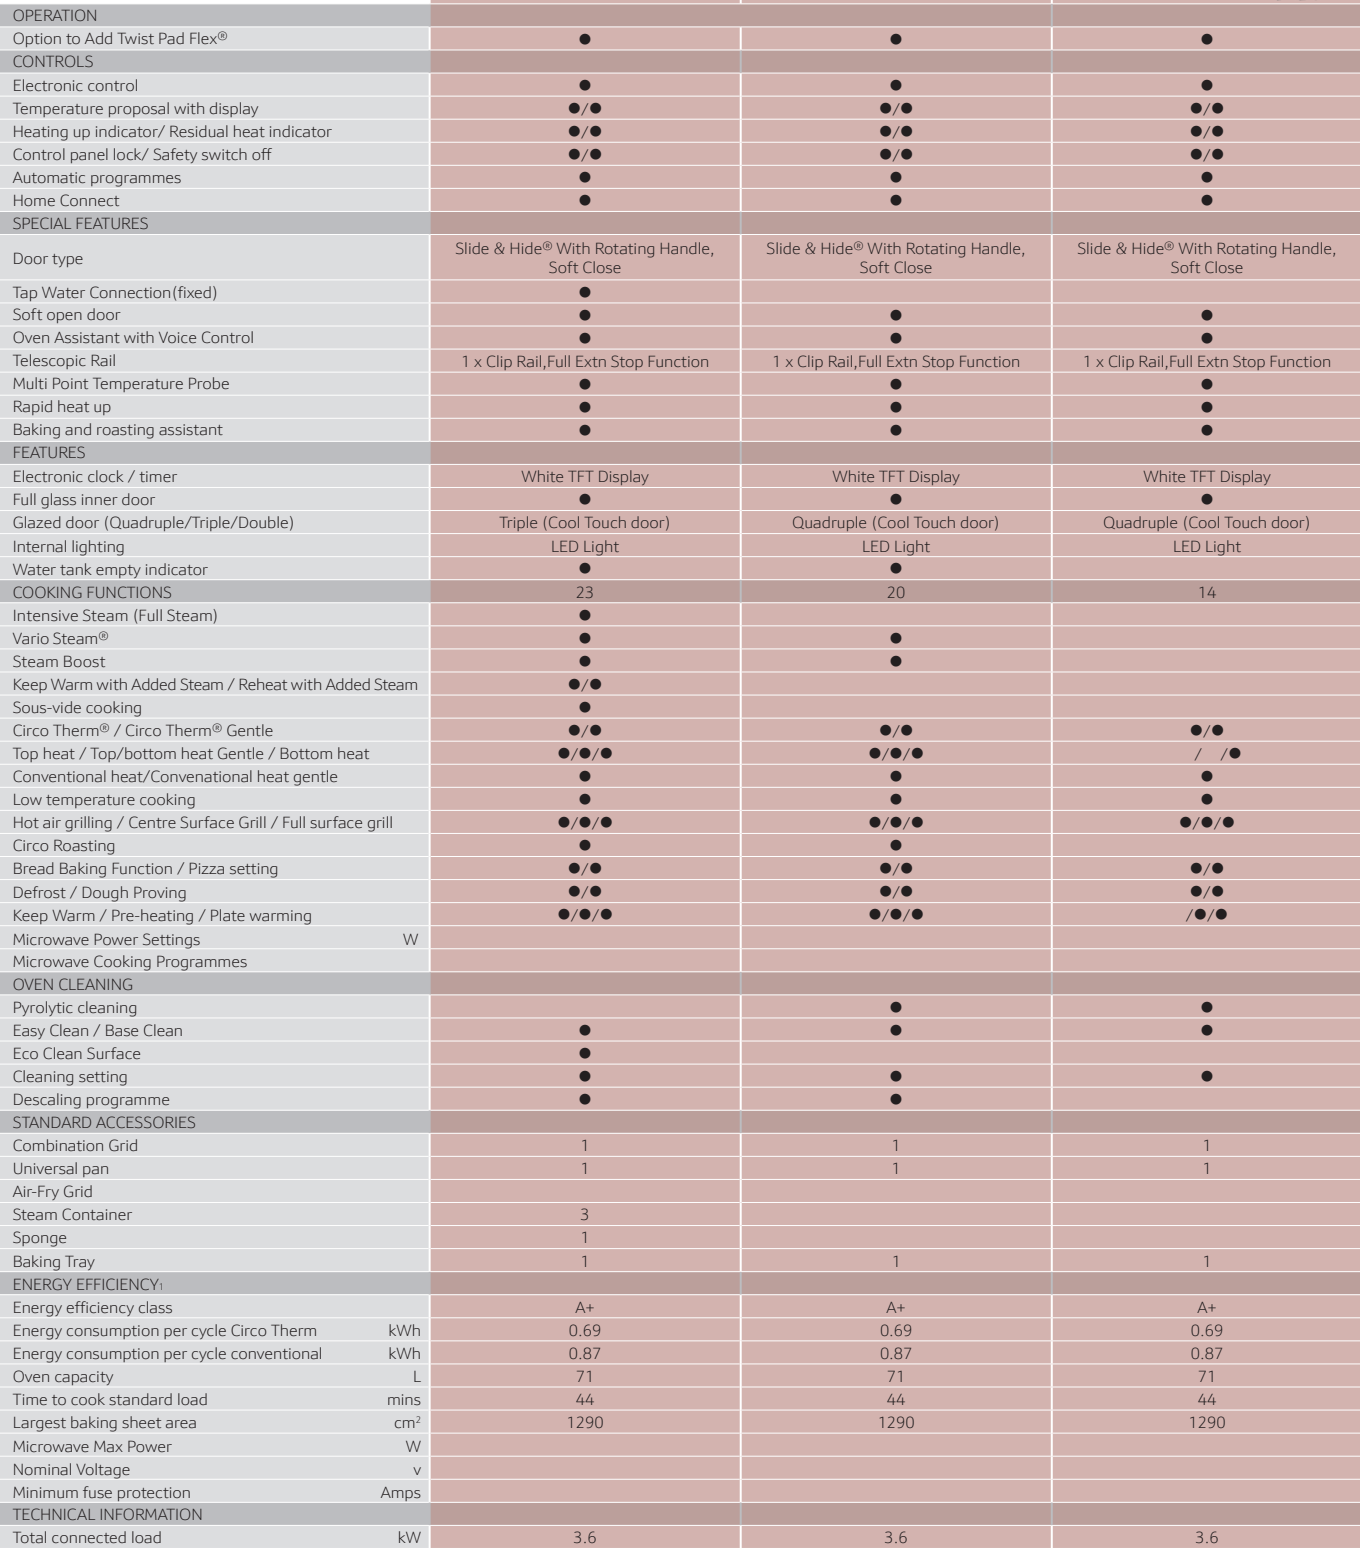 OPERATION
Option to Add Twist Pad Flex® ● ● ●
CONTROLS
Electronic control ● ● ●
Temperature proposal with display ●/● ●/● ●/●
Heating up indicator/ Residual heat indicator ●/● ●/● ●/●
Control panel lock/ Safety switch off ●/● ●/● ●/●
Automatic programmes ● ● ●
Home Connect ● ● ●
SPECIAL FEATURES
Door type Slide & Hide® With Rotating Handle, Soft Close Slide & Hide® With Rotating Handle, Soft Close Slide & Hide® With Rotating Handle, Soft Close
Tap Water Connection(fixed) ●
Soft open door ● ● ●
Oven Assistant with Voice Control ● ● ●
Telescopic Rail 1 x Clip Rail,Full Extn Stop Function 1 x Clip Rail,Full Extn Stop Function 1 x Clip Rail,Full Extn Stop Function
Multi Point Temperature Probe ● ● ●
Rapid heat up ● ● ●
Baking and roasting assistant ● ● ●
FEATURES
Electronic clock / timer White TFT Display White TFT Display White TFT Display
Full glass inner door ● ● ●
Glazed door (Quadruple/Triple/Double) Triple (Cool Touch door) Quadruple (Cool Touch door) Quadruple (Cool Touch door)
Internal lighting LED Light LED Light LED Light
Water tank empty indicator ● ●
COOKING FUNCTIONS 23 20 14
Intensive Steam (Full Steam) ●
Vario Steam® ● ●
Steam Boost ● ●
Keep Warm with Added Steam / Reheat with Added Steam ●/●
Sous-vide cooking ●
Circo Therm® / Circo Therm® Gentle ●/● ●/● ●/●
Top heat / Top/bottom heat Gentle / Bottom heat ●/●/● ●/●/● / /●
Conventional heat/Convenational heat gentle ● ● ●
Low temperature cooking ● ● ●
Hot air grilling / Centre Surface Grill / Full surface grill ●/●/● ●/●/● ●/●/●
Circo Roasting ● ●
Bread Baking Function / Pizza setting ●/● ●/● ●/●
Defrost / Dough Proving ●/● ●/● ●/●
Keep Warm / Pre-heating / Plate warming ●/●/● ●/●/● /●/●
Microwave Power Settings W
Microwave Cooking Programmes
OVEN CLEANING
Pyrolytic cleaning ● ●
Easy Clean / Base Clean ● ● ●
Eco Clean Surface ●
Cleaning setting ● ● ●
Descaling programme ● ●
STANDARD ACCESSORIES
Combination Grid 1 1 1
Universal pan 1 1 1
Air-Fry Grid
Steam Container 3
Sponge 1
Baking Tray 1 1 1
ENERGY EFFICIENCY1
Energy efficiency class A+ A+ A+
Energy consumption per cycle Circo Therm kWh 0.69 0.69 0.69
Energy consumption per cycle conventional kWh 0.87 0.87 0.87
Oven capacity L 71 71 71
Time to cook standard load mins 44 44 44
Largest baking sheet area cm² 1290 1290 1290
Microwave Max Power W
Nominal Voltage v
Minimum fuse protection Amps
TECHNICAL INFORMATION
Total connected load kW 3.6 3.6 3.6